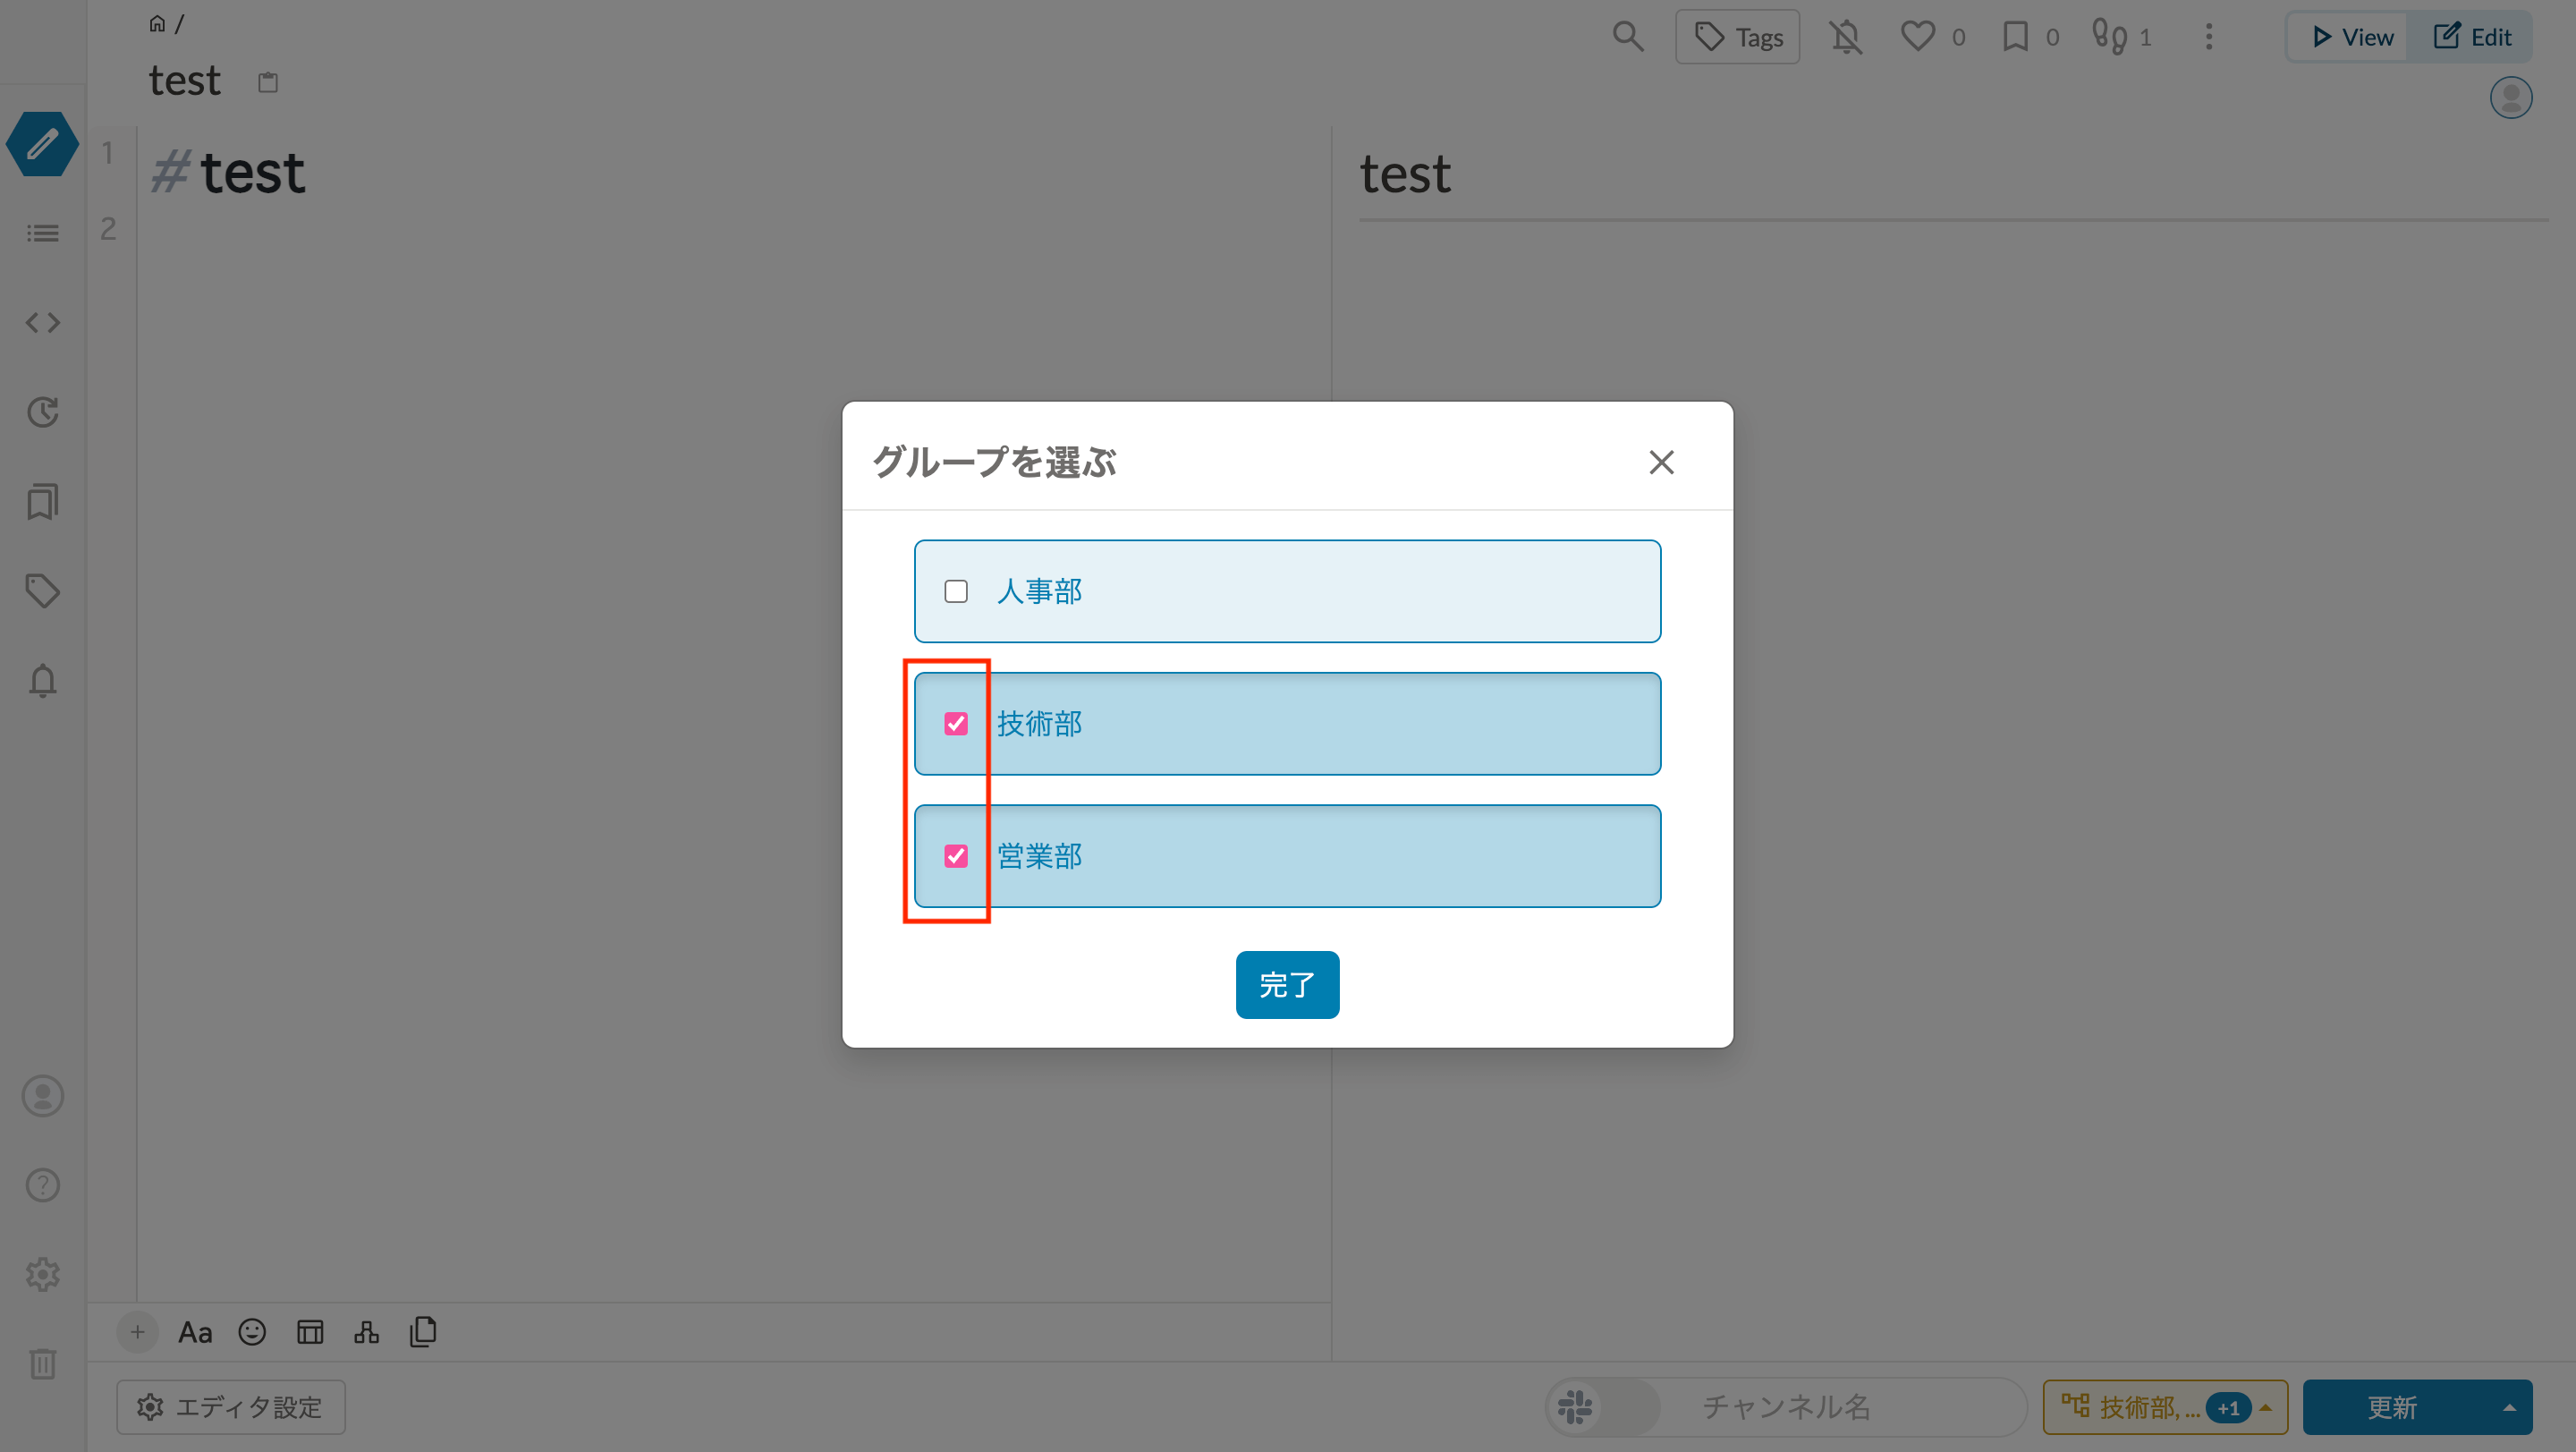 /
Tags
0
0
1
View
Edit
test
1
# test
2
test
グループを選ぶ
人事部
技術部
営業部
完了
Aa
エディタ設定
チャンネル名
技術部, ... +1
更新